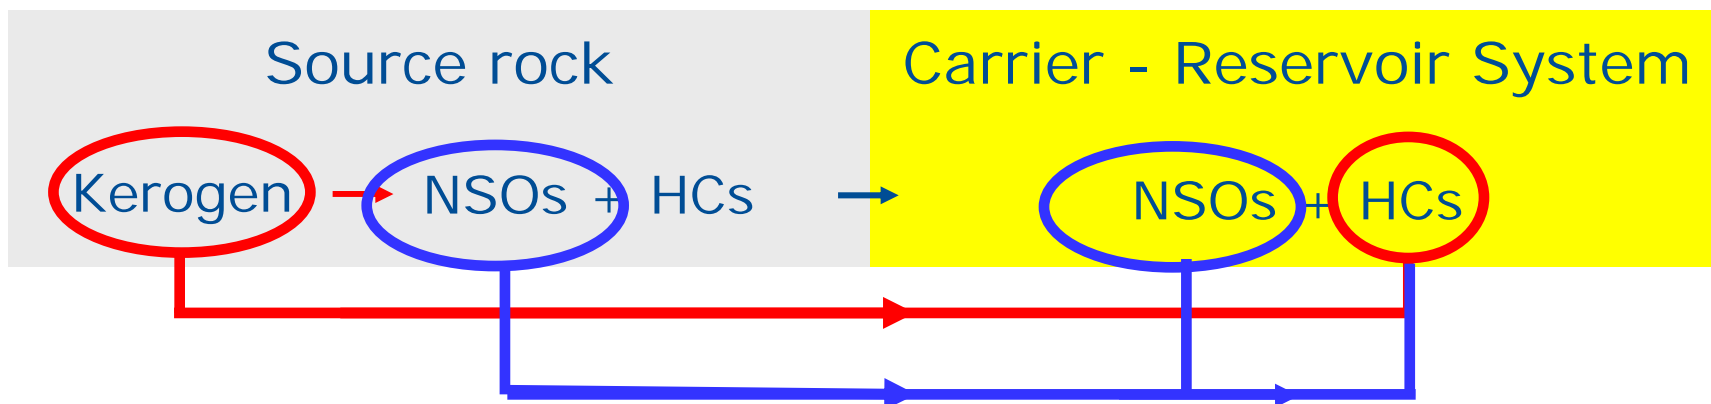 Source rock
Carrier - Reservoir System
Kerogen NSOs + HCs NSOs + HCs